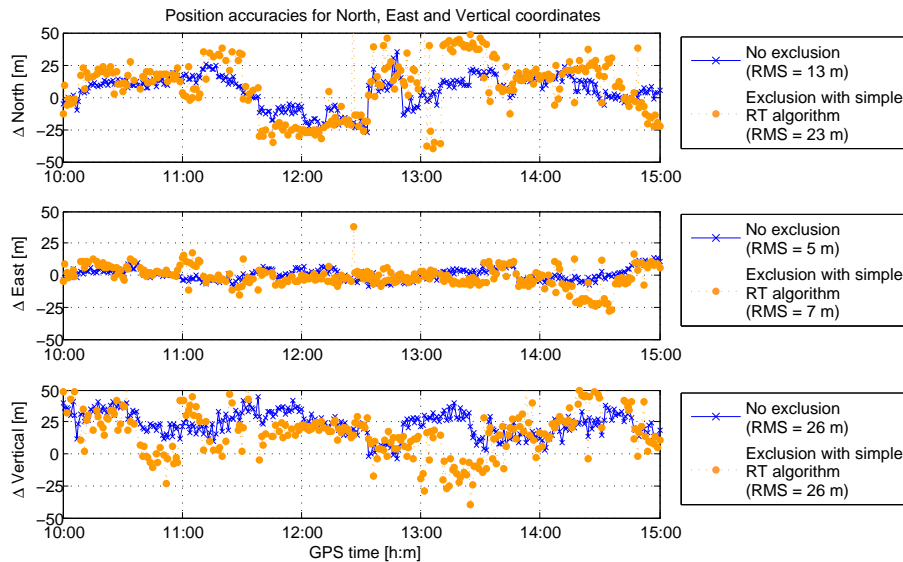 Position accuracies for North, East and Vertical coordinates
50
25
0
−25
−50
Δ North [m]
10:00 11:00 12:00 13:00 14:00 15:00
No exclusion
(RMS = 13 m)
Exclusion with simple
RT algorithm
(RMS = 23 m)
50
25
0
−25
−50
Δ East [m]
10:00 11:00 12:00 13:00 14:00 15:00
No exclusion
(RMS = 5 m)
Exclusion with simple
RT algorithm
(RMS = 7 m)
50
25
0
−25
−50
Δ Vertical [m]
10:00 11:00 12:00 13:00 14:00 15:00
GPS time [h:m]
No exclusion
(RMS = 26 m)
Exclusion with simple
RT algorithm
(RMS = 26 m)